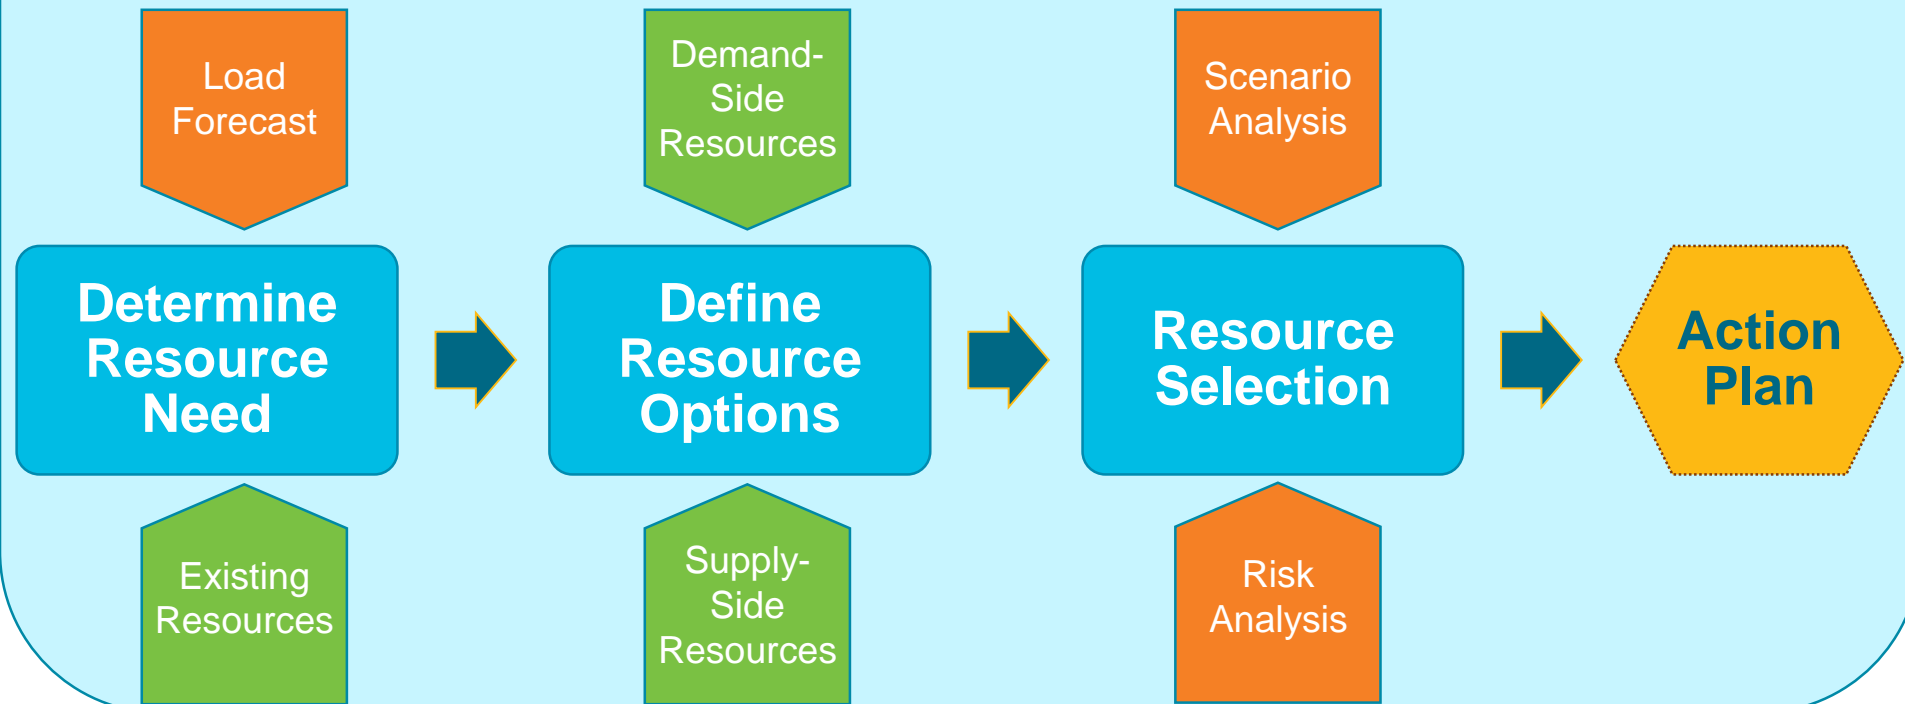 Load
Forecast
Demand-
Side
Resources
Scenario
Analysis
Determine
Resource
Need
Define
Resource
Options
Resource
Selection
Action
Plan
Existing
Resources
Supply-
Side
Resources
Risk
Analysis